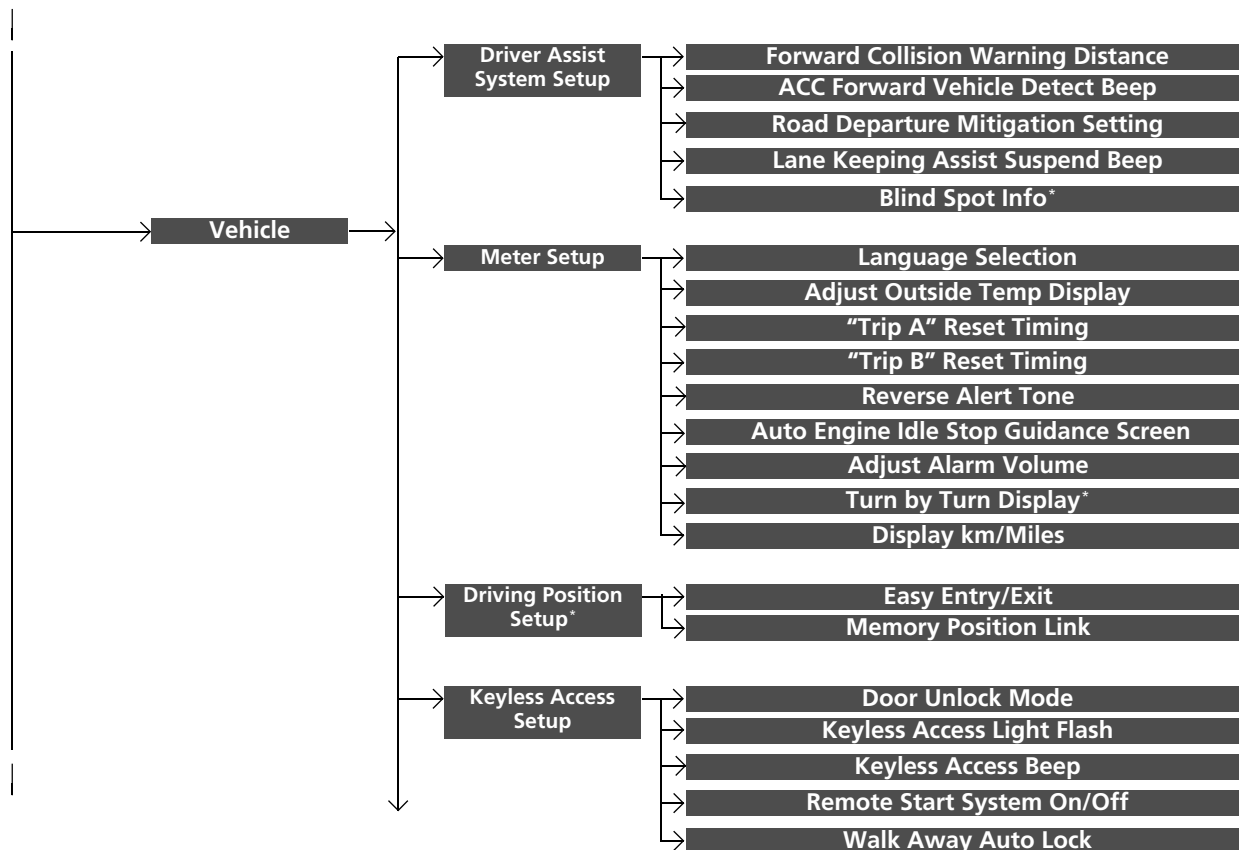 Driver Assist
System Setup
Forward Collision Warning Distance
ACC Forward Vehicle Detect Beep
Road Departure Mitigation Setting
Lane Keeping Assist Suspend Beep
Blind Spot Info*
Vehicle
Meter Setup
Language Selection
Adjust Outside Temp Display
“Trip A” Reset Timing
“Trip B” Reset Timing
Reverse Alert Tone
Auto Engine Idle Stop Guidance Screen
Adjust Alarm Volume
Turn by Turn Display*
Display km/Miles
Driving Position
Setup*
Easy Entry/Exit
Memory Position Link
Keyless Access
Setup
Door Unlock Mode
Keyless Access Light Flash
Keyless Access Beep
Remote Start System On/Off
Walk Away Auto Lock